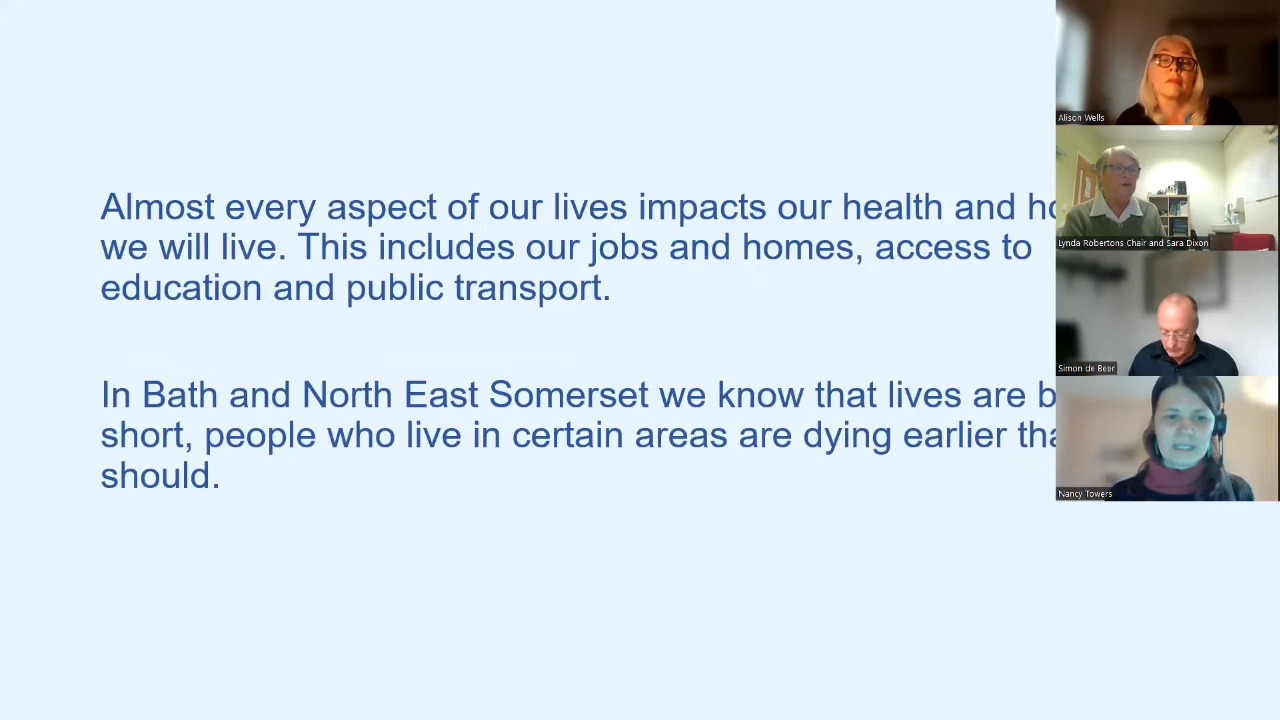 Almost every aspect of our lives impacts our health and
we will live. This includes our jobs and homes, access to
education and public transport.
In Bath and North East Somerset we know that lives are
short, people who live in certain areas are dying earlier
should.
Alison Wells
Lynda Robertons Chair and Sara Dixon
Simon de Beer
Nancy Towers